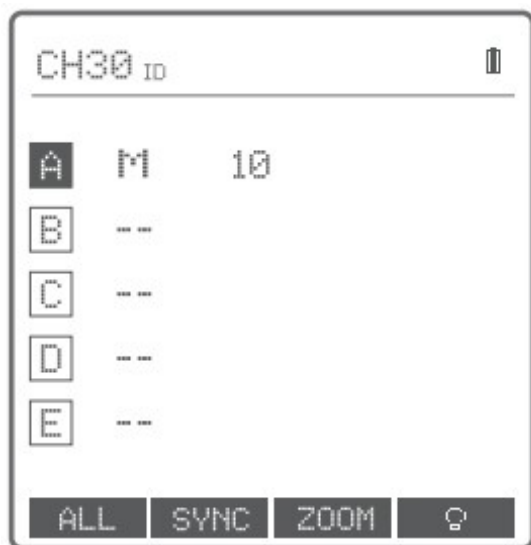 CH30 ID
A M 10
B --
C --
D --
E --
ALL SYNC ZOOM